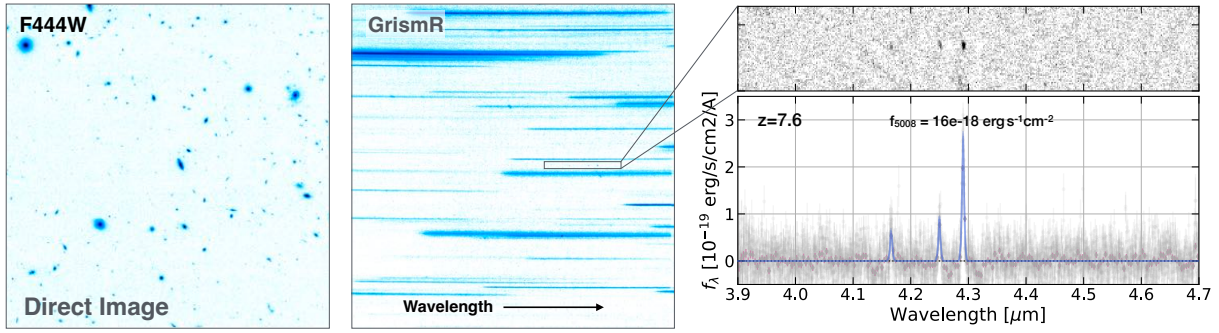 F444W
Direct Image
GrismR
Wavelength
z=7.6
f5008 = 16e-18 erg s-1cm-2
fλ [10−19 erg/s/cm2/A]
3
2
1
0
3.9 4.0 4.1 4.2 4.3 4.4 4.5 4.6 4.7
Wavelength [μm]